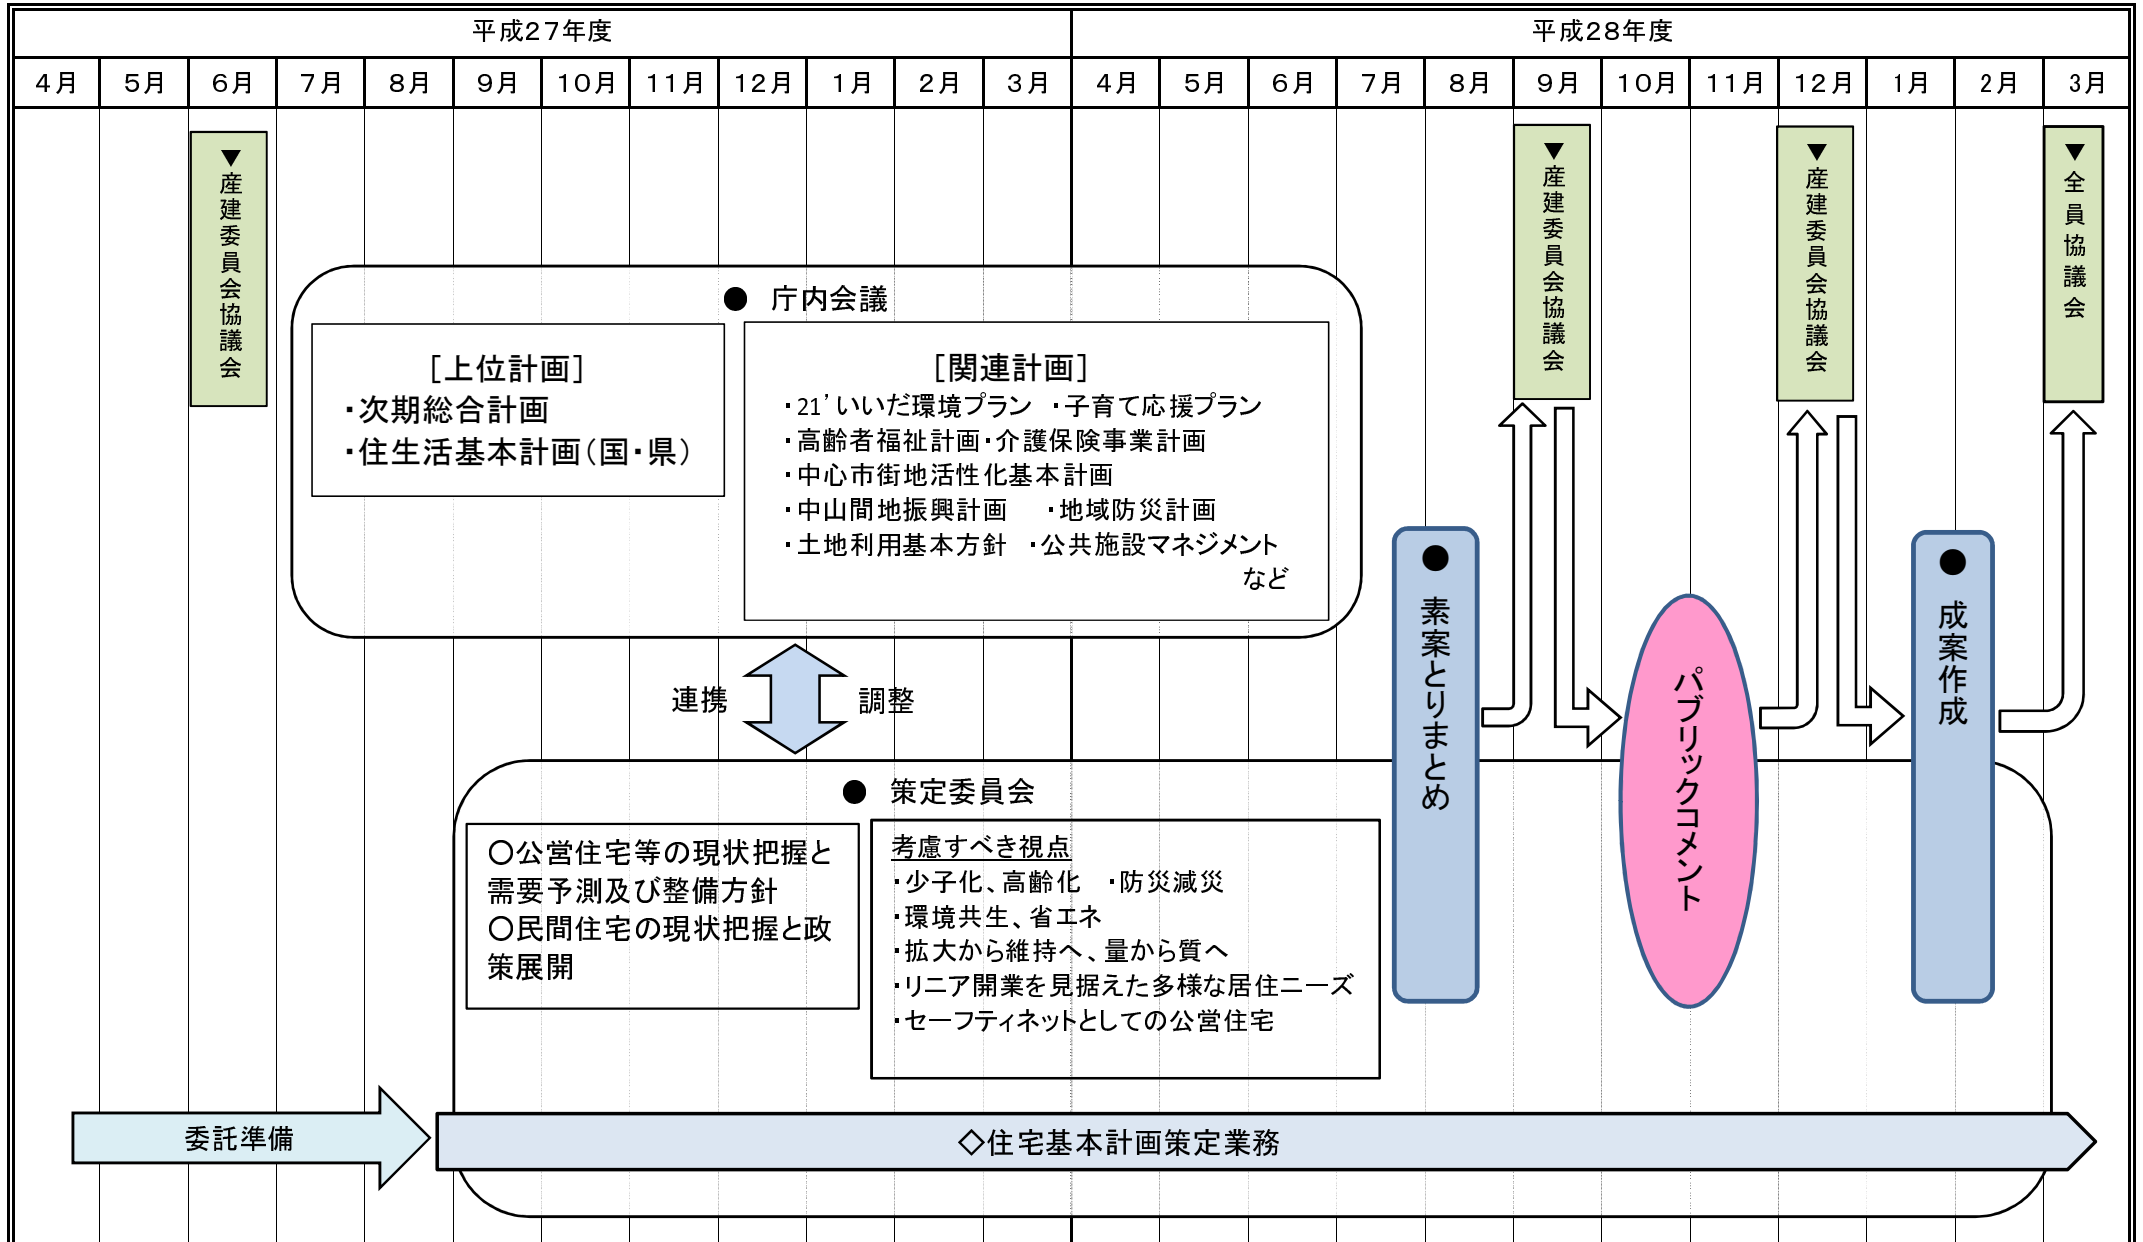 平成27年度
平成28年度
4月 5月 6月 7月 8月 9月 10月 11月 12月 1月 2月 3月 4月 5月 6月 7月 8月 9月 10月 11月 12月 1月 2月 3月
▼産建委員会協議会
▼産建委員会協議会
▼産建委員会協議会
▼全員協議会
● 庁内会議
[上位計画]
・次期総合計画
・住生活基本計画(国・県)
[関連計画]
・21’いいだ環境プラン ・子育て応援プラン
・高齢者福祉計画・介護保険事業計画
・中心市街地活性化基本計画
・中山間地振興計画 ・地域防災計画
・土地利用基本方針 ・公共施設マネジメント
など
連携
調整
●素案とりまとめ
パブリックコメント
●成案作成
● 策定委員会
〇公営住宅等の現状把握と
需要予測及び整備方針
〇民間住宅の現状把握と政
策展開
考慮すべき視点
・少子化、高齢化 ・防災減災
・環境共生、省エネ
・拡大から維持へ、量から質へ
・リニア開業を見据えた多様な居住ニーズ
・セーフティネットとしての公営住宅
委託準備
◇住宅基本計画策定業務